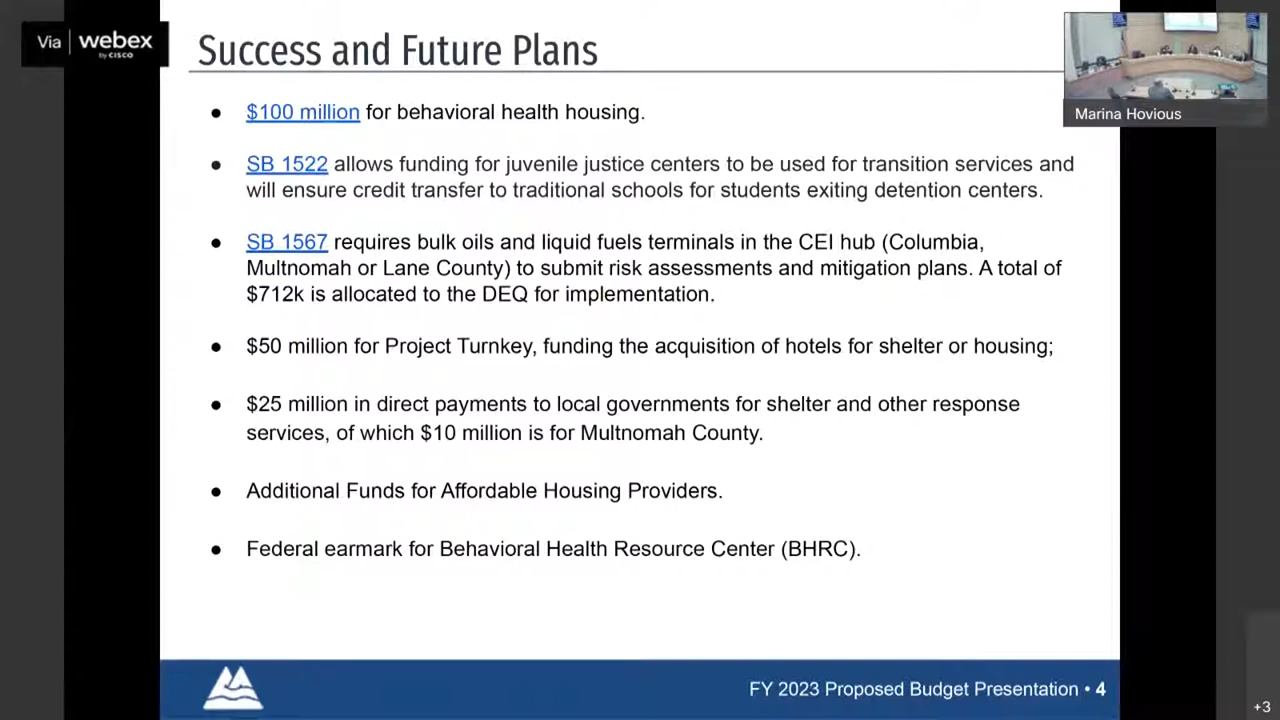 Via webex
by CISCO
Success and Future Plans
Marina Hovious
● $100 million for behavioral health housing.
● SB 1522 allows funding for juvenile justice centers to be used for transition services and
will ensure credit transfer to traditional schools for students exiting detention centers.
● SB 1567 requires bulk oils and liquid fuels terminals in the CEI hub (Columbia,
Multnomah or Lane County) to submit risk assessments and mitigation plans. A total of
$712k is allocated to the DEQ for implementation.
● $50 million for Project Turnkey, funding the acquisition of hotels for shelter or housing;
● $25 million in direct payments to local governments for shelter and other response
services, of which $10 million is for Multnomah County.
● Additional Funds for Affordable Housing Providers.
● Federal earmark for Behavioral Health Resource Center (BHRC).
FY 2023 Proposed Budget Presentation • 4
+3